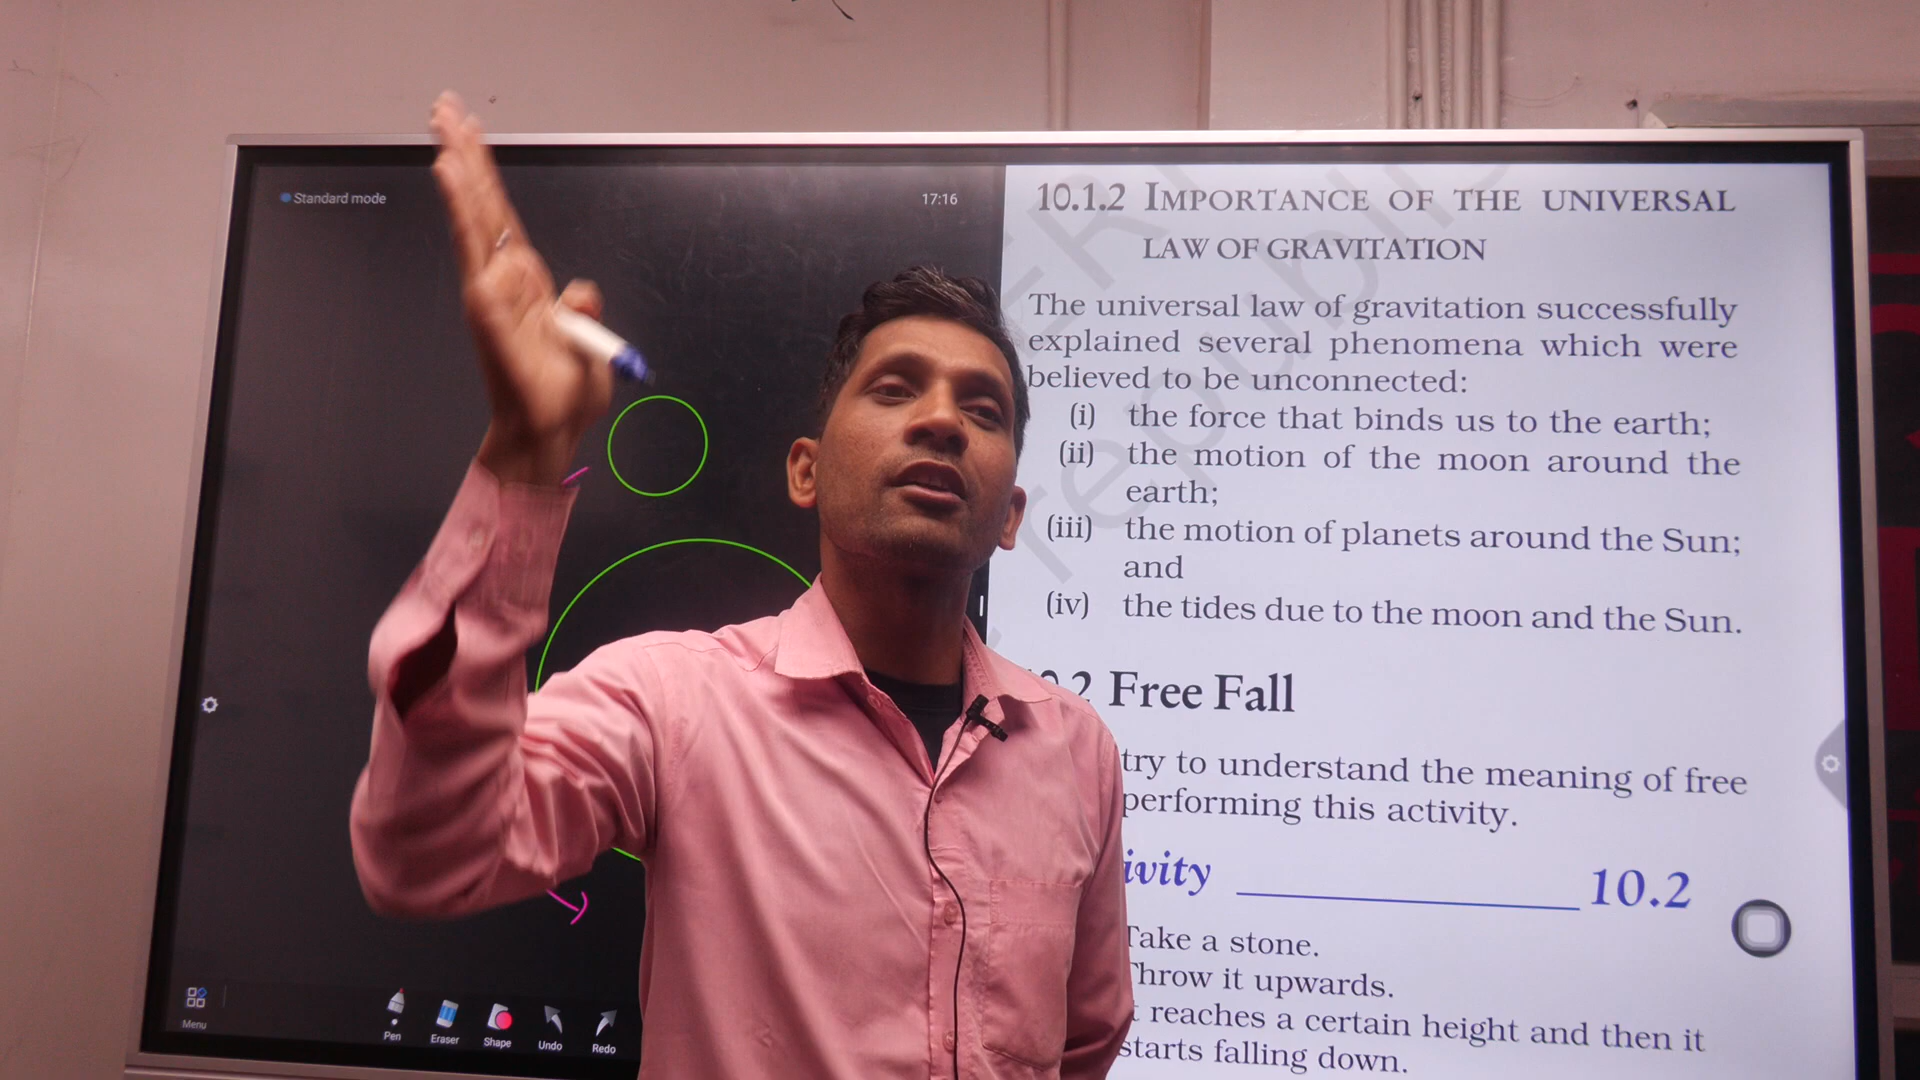 Standard mode
17:16
Menu
Pen
Eraser
Shape
Undo
Redo
10.1.2 IMPORTANCE OF THE UNIVERSAL
LAW OF GRAVITATION
The universal law of gravitation successfully
explained several phenomena which were
believed to be unconnected:
(i) the force that binds us to the earth;
(ii) the motion of the moon around the
earth;
(iii) the motion of planets around the Sun;
and
(iv) the tides due to the moon and the Sun.
.2 Free Fall
try to understand the meaning of free
performing this activity.
ivity 10.2
Take a stone.
Throw it upwards.
t reaches a certain height and then it
starts falling down.